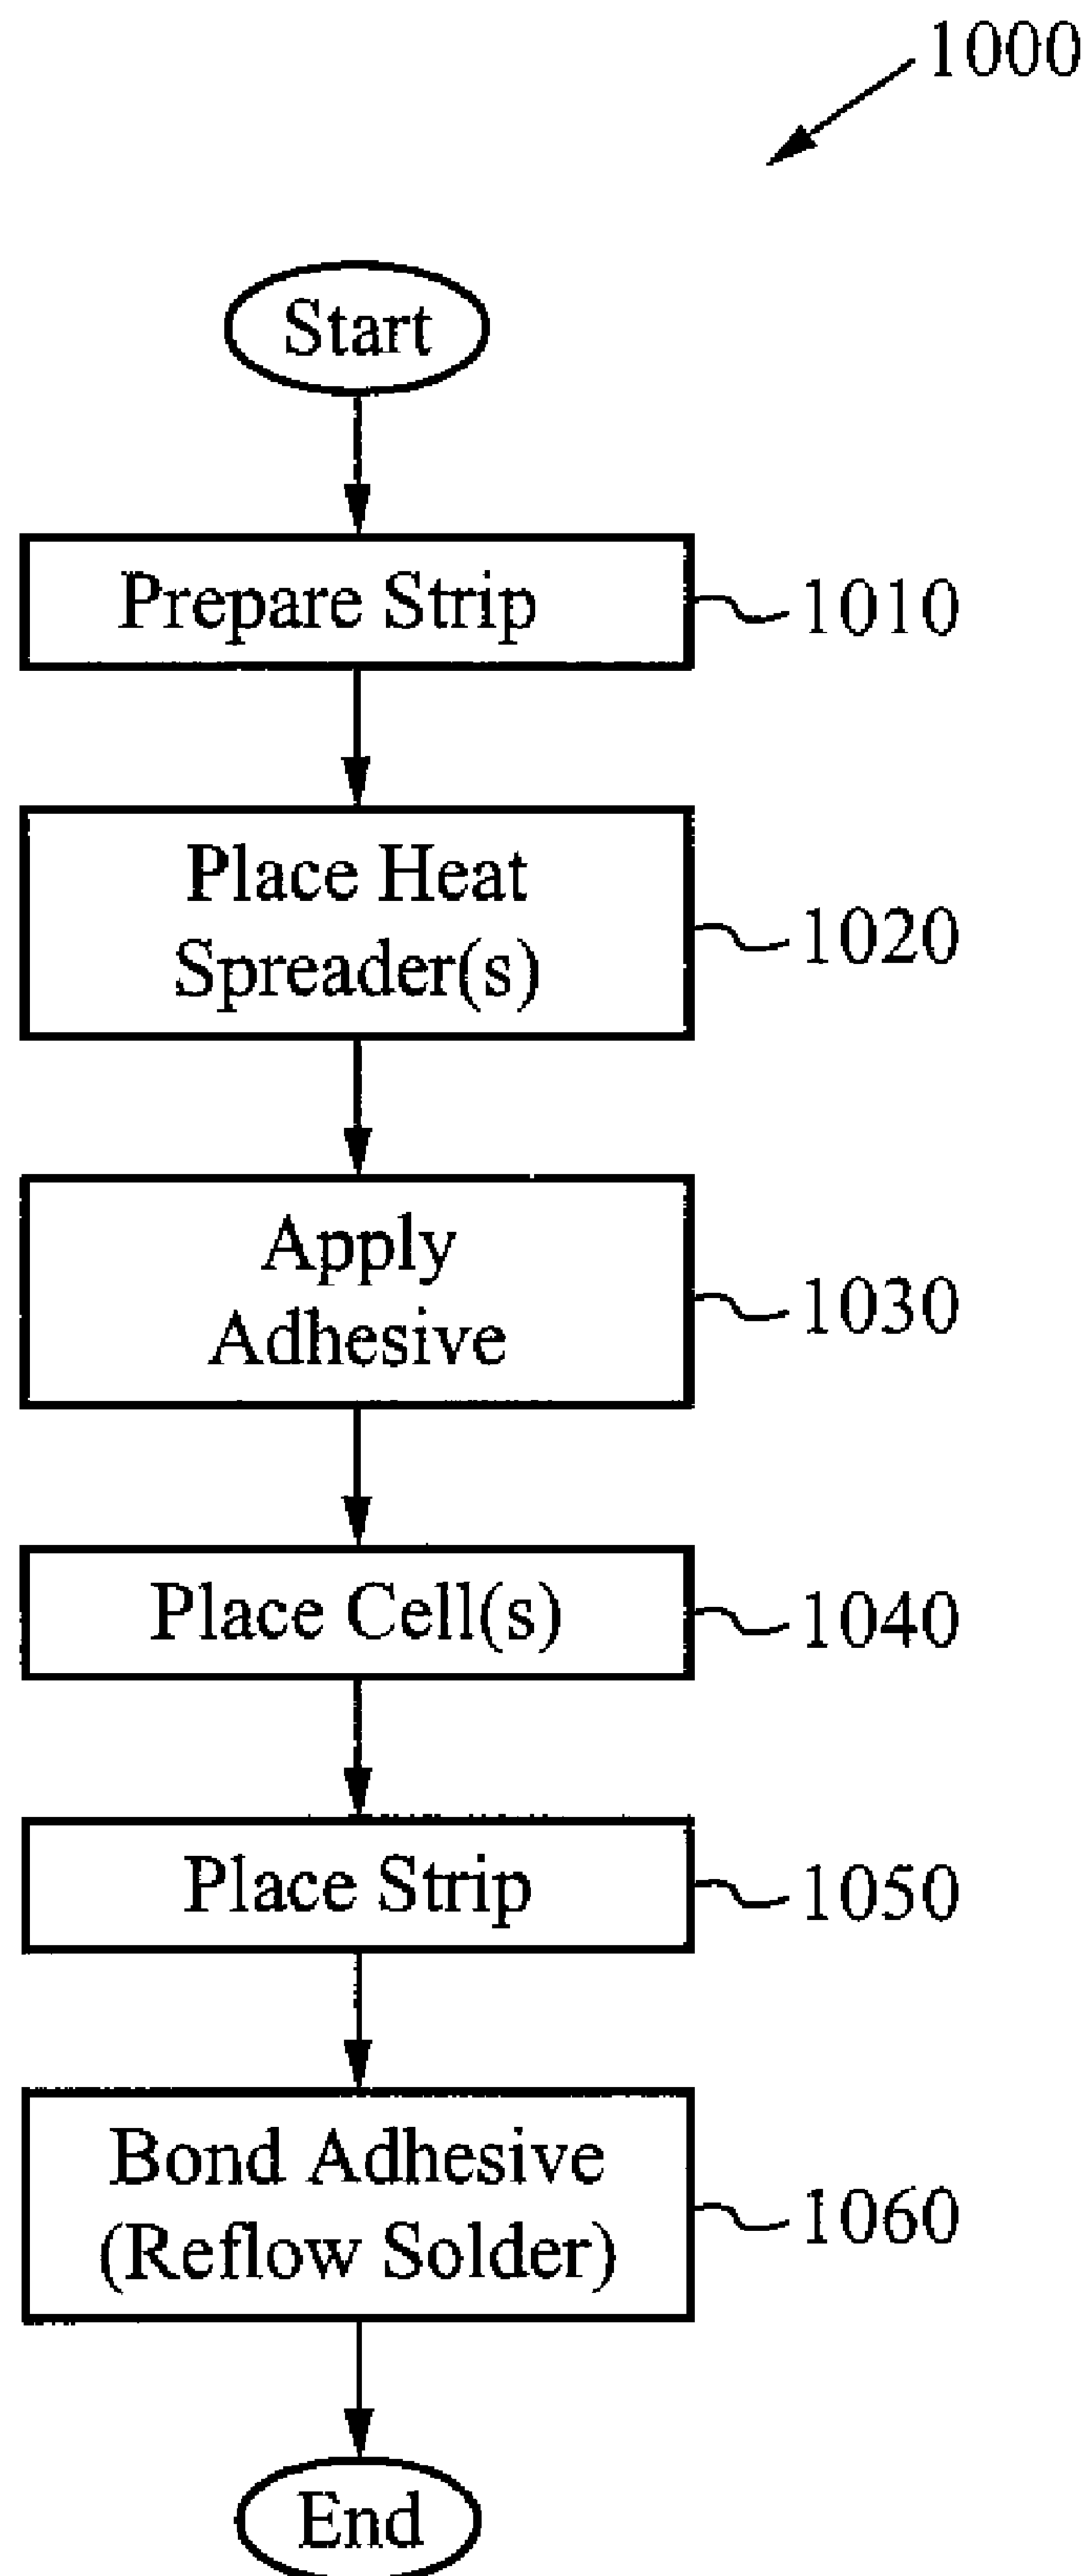 1000
Start
Prepare Strip
1010
Place Heat
Spreader(s)
1020
Apply
Adhesive
1030
Place Cell(s)
1040
Place Strip
1050
Bond Adhesive
(Reflow Solder)
1060
End